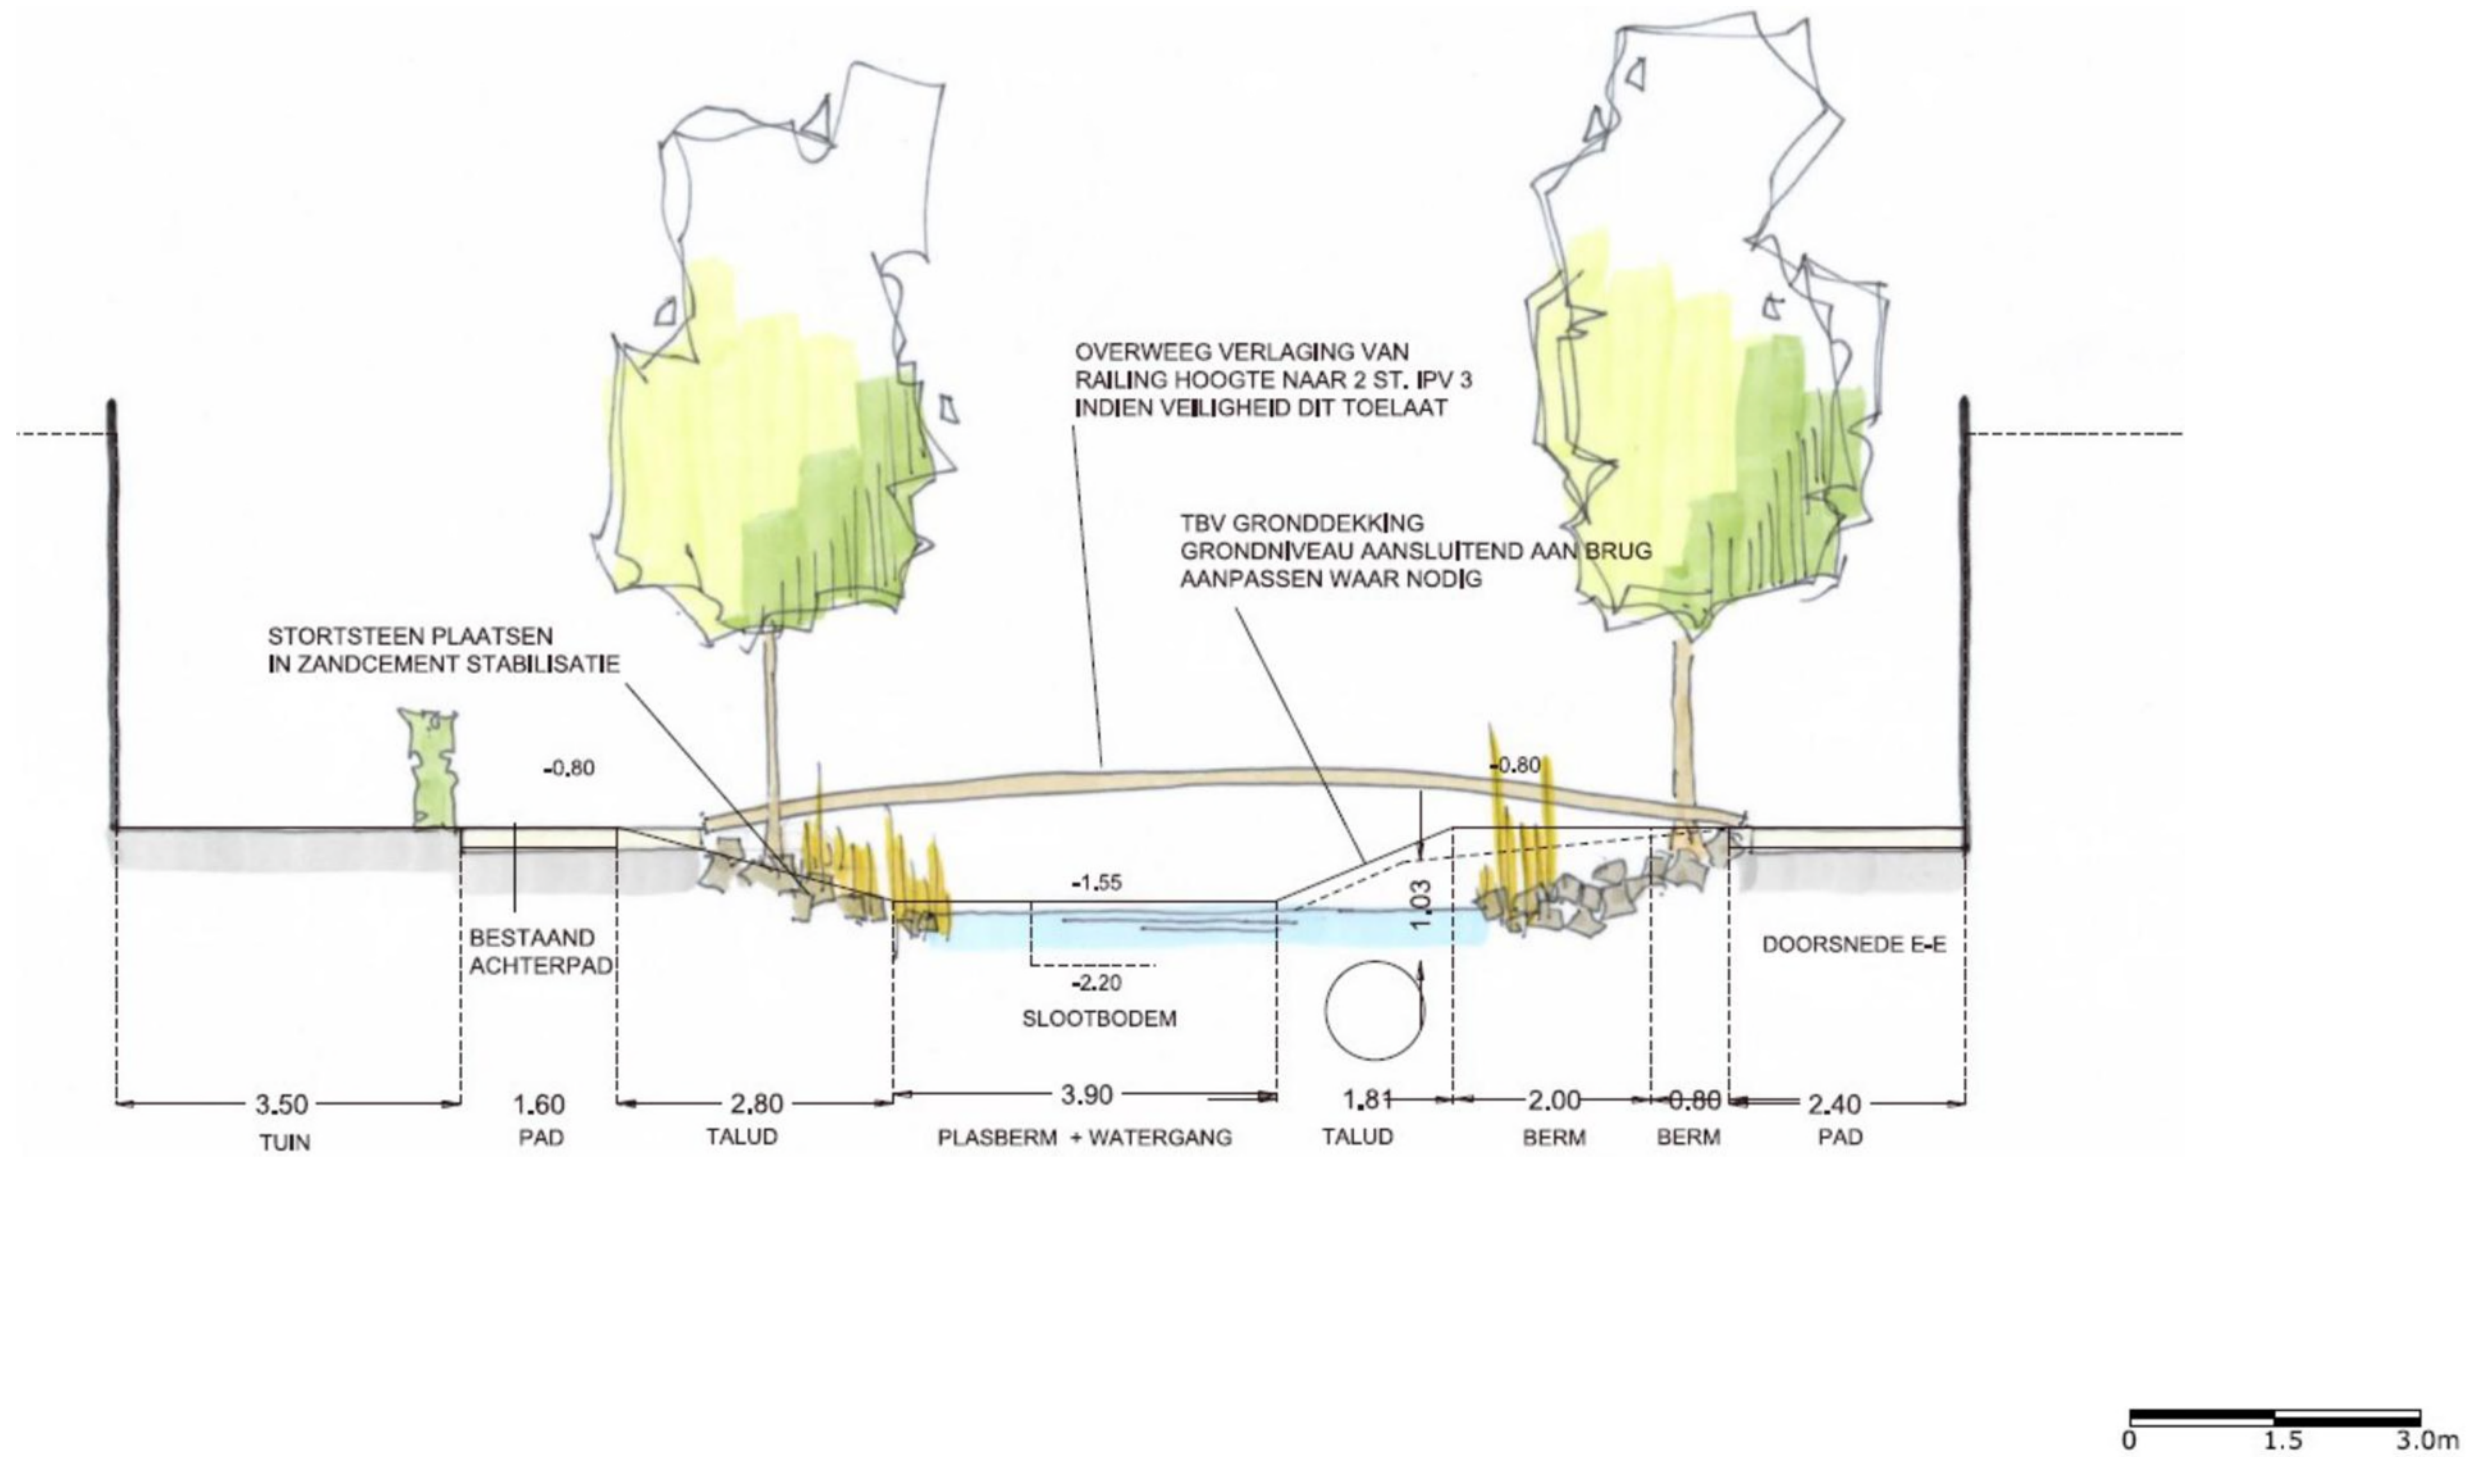 OVERWEEG VERLAGING VAN
RAILING HOOGTE NAAR 2 ST. IPV 3
INDIEN VEILIGHEID DIT TOELAAT
TBV GRONDDEKKING
GRONDNIVEAU AANSLUITEND AAN BRUG
AANPASSEN WAAR NODIG
STORTSTEEN PLAATSEN
IN ZANDCEMENT STABILISATIE
-0.80
-0.80
-1.55
1.03
BESTAAND
ACHTERPAD
DOORSNEDE E-E
-2.20
SLOOTBODEM
3.50
1.60
2.80
3.90
1.81
2.00
0.80
2.40
TUIN
PAD
TALUD
PLASBERM + WATERGANG
TALUD
BERM
BERM
PAD
0
1.5
3.0m